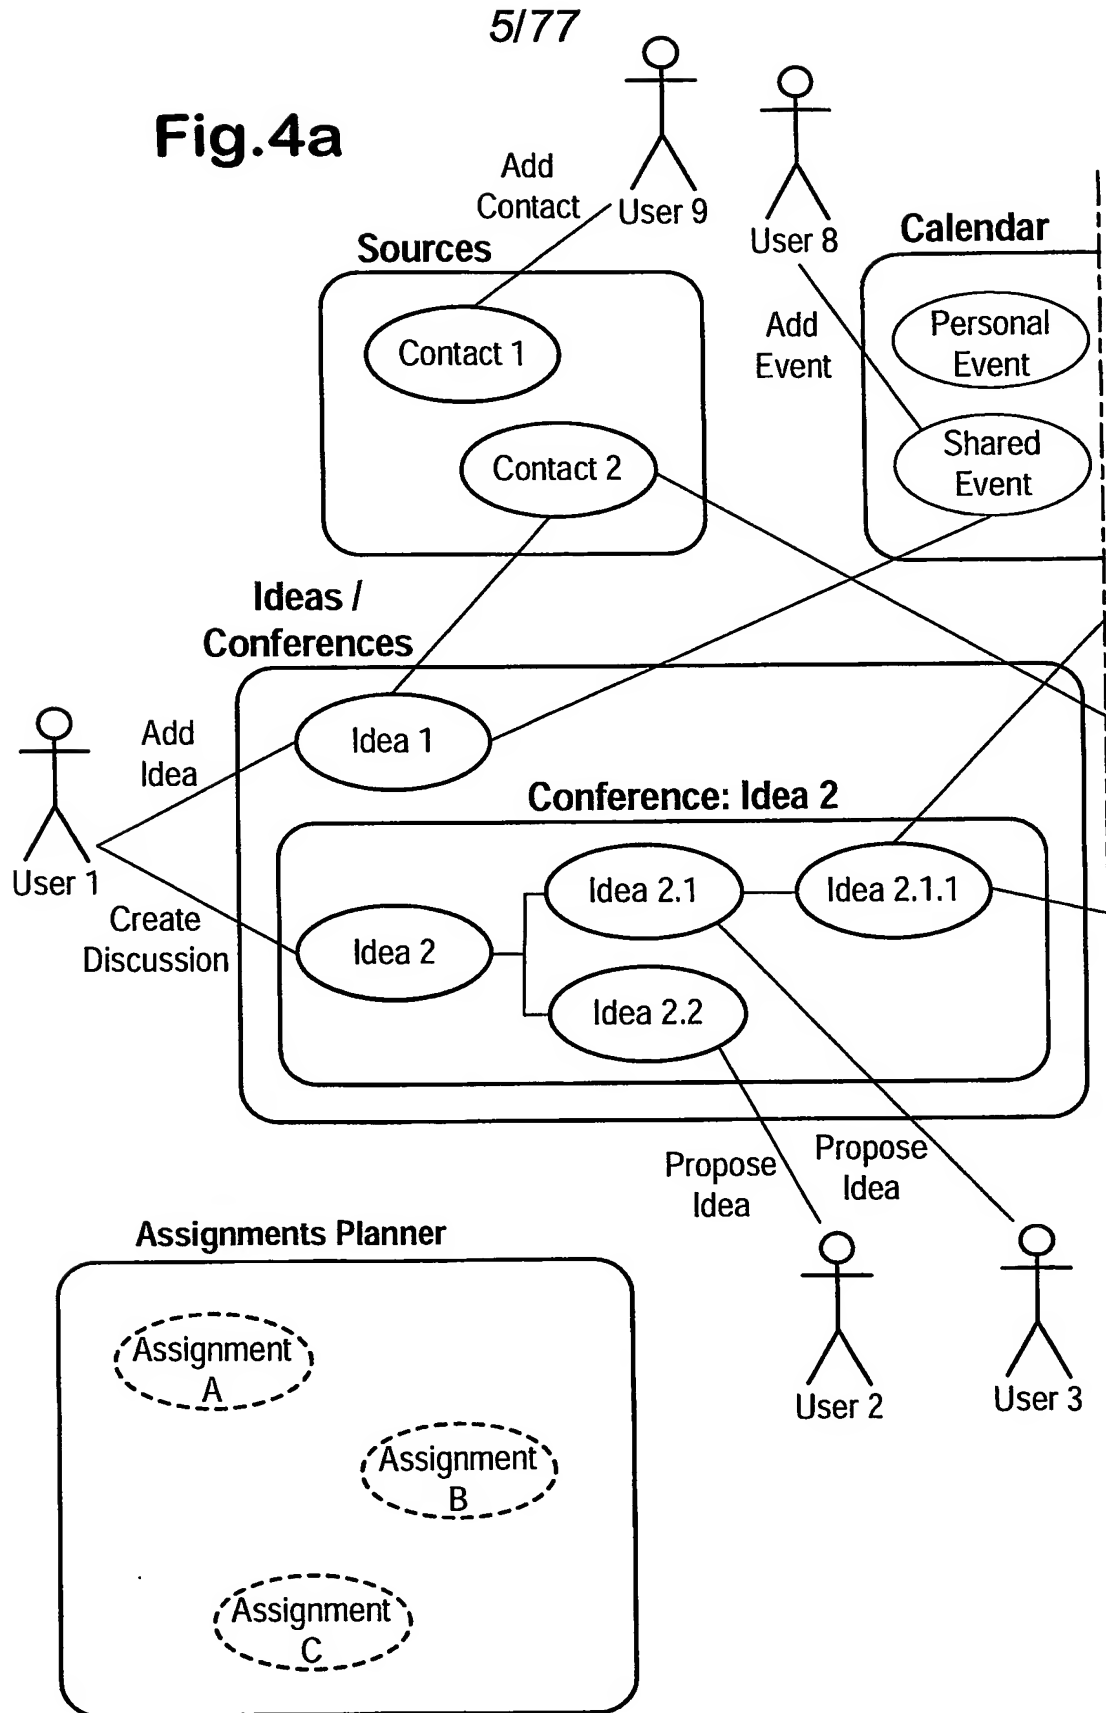 5/77
Fig.4a
Add
Contact
User 9
User 8
Sources
Calendar
Contact 1
Contact 2
Add
Event
Personal
Event
Shared
Event
Ideas /
Conferences
Add
Idea
Idea 1
User 1
Conference: Idea 2
Create
Discussion
Idea 2
Idea 2.1
Idea 2.1.1
Idea 2.2
Propose
Idea
Propose
Idea
User 2
User 3
Assignments Planner
Assignment
A
Assignment
B
Assignment
C